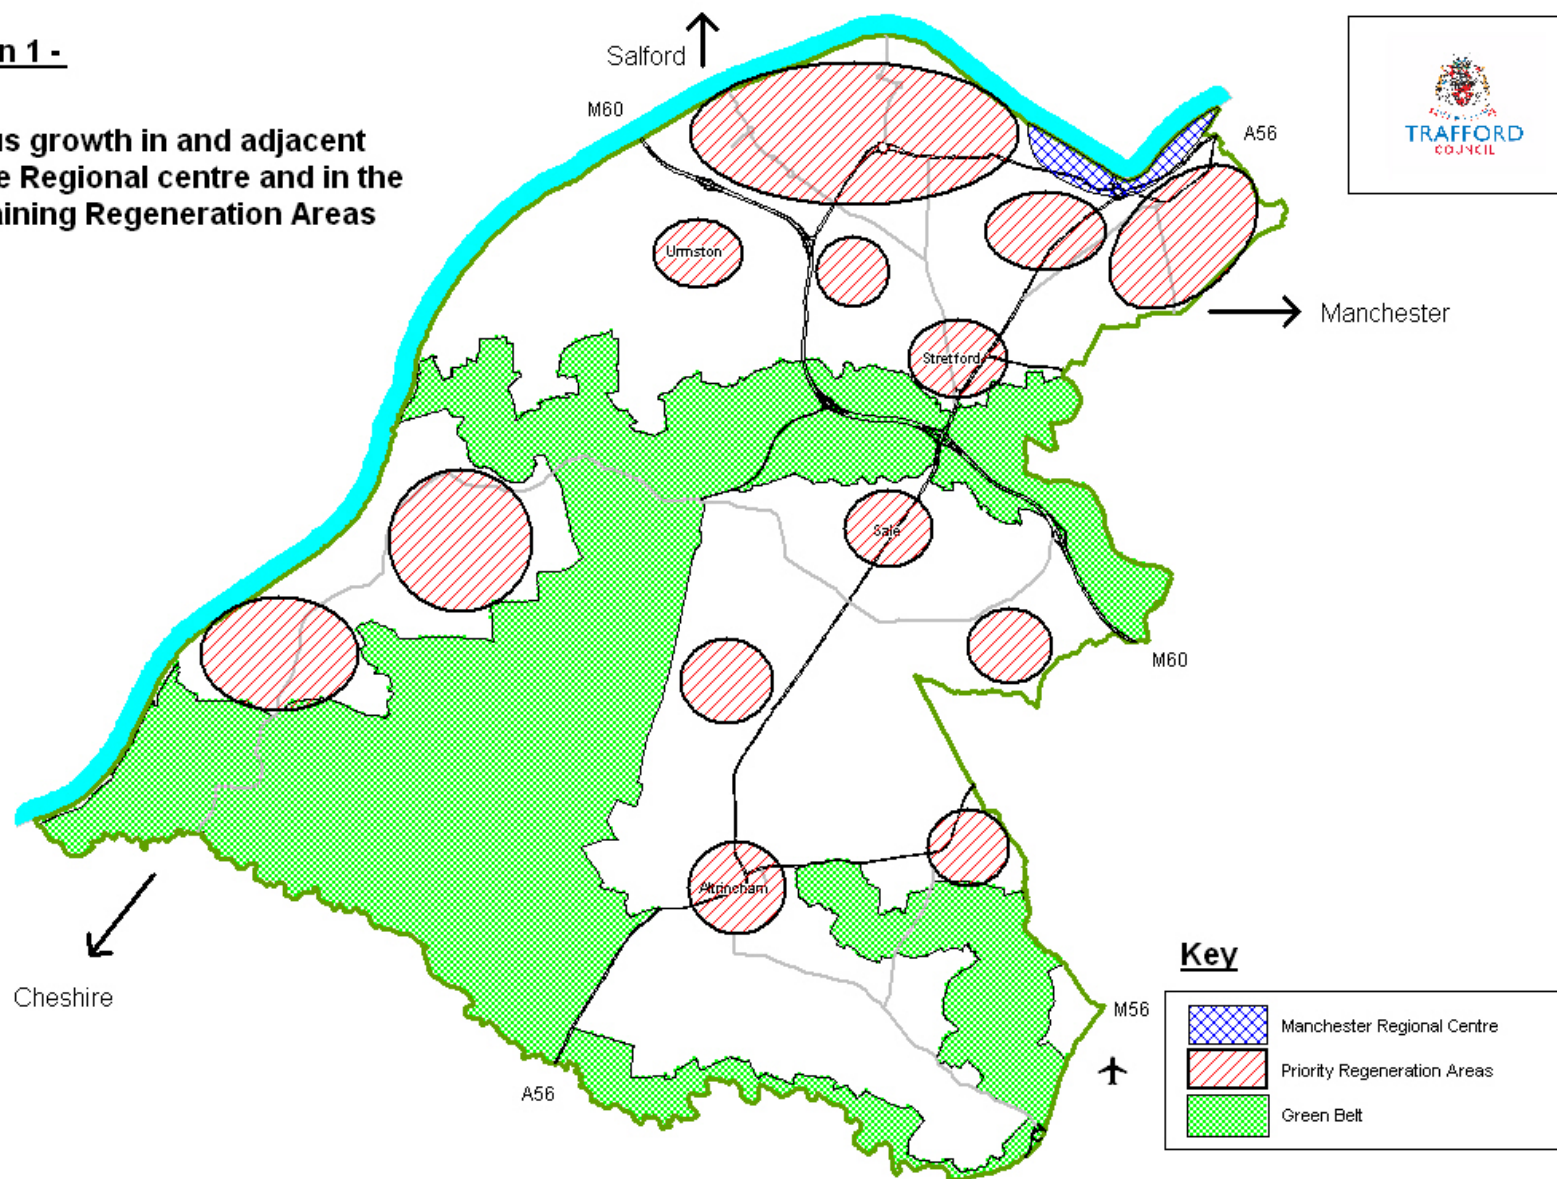 n 1 -
us growth in and adjacent
e Regional centre and in the
aining Regeneration Areas
Salford
M60
A56
TRAFFORD
COUNCIL
Urmston
Manchester
Stretford
Sale
M60
Altrincham
Cheshire
M56
A56
Key
Manchester Regional Centre
Priority Regeneration Areas
Green Belt